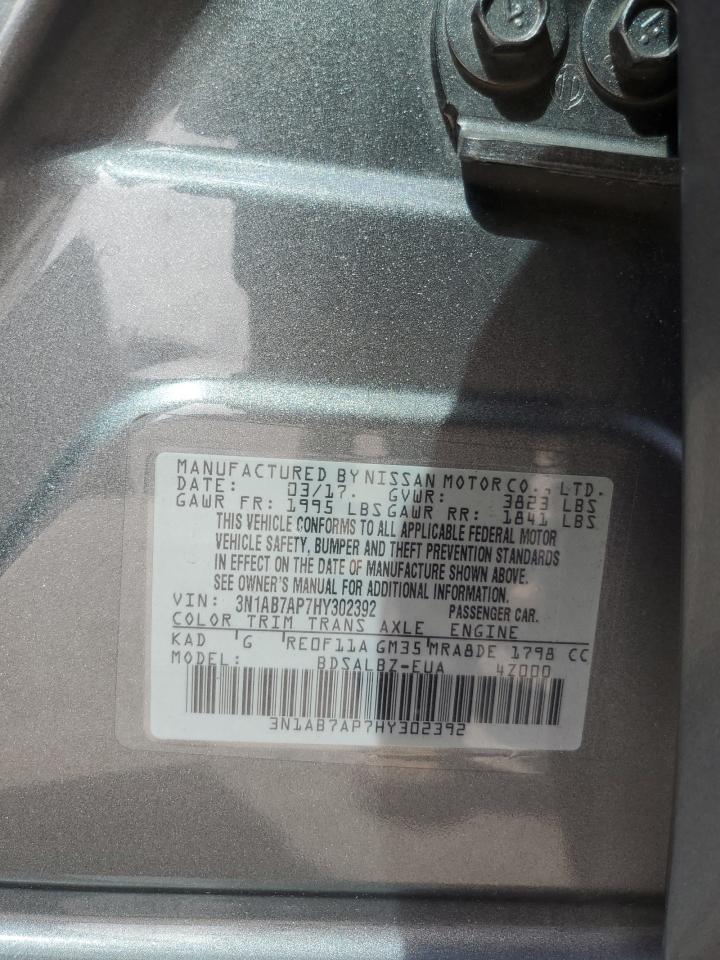 MANUFACTURED BY NISSAN MOTOR CO., LTD.
DATE: 03/17. GVWR: 3823 LBS
GAWR FR: 1995 LBS GAWR RR: 1841 LBS
THIS VEHICLE CONFORMS TO ALL APPLICABLE FEDERAL MOTOR
VEHICLE SAFETY, BUMPER AND THEFT PREVENTION STANDARDS
IN EFFECT ON THE DATE OF MANUFACTURE SHOWN ABOVE.
SEE OWNER'S MANUAL FOR ADDITIONAL INFORMATION.
VIN: 3N1AB7AP7HY302392 PASSENGER CAR.
COLOR TRIM TRANS AXLE ENGINE
KAD G RE0F11A GM35 MRA8DE 1798 CC
MODEL: BDSALBZ-EUA 4Z000
3N1AB7AP7HY302392